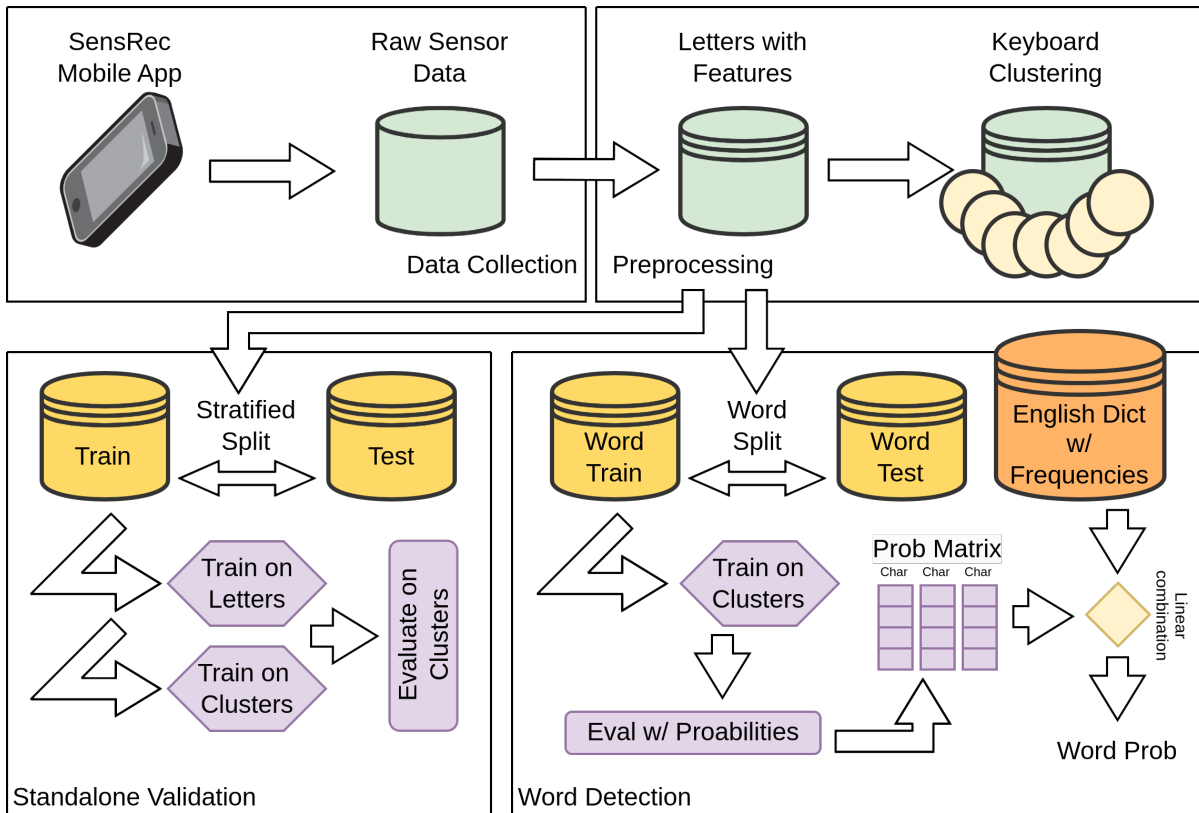 SensRec
Mobile App
Raw Sensor
Data
Letters with
Features
Keyboard
Clustering
Data Collection
Preprocessing
Stratified
Split
Train
Test
Train on
Letters
Train on
Clusters
Evaluate on
Clusters
Standalone Validation
Word
Split
Word
Train
Word
Test
English Dict
w/
Frequencies
Train on
Clusters
Prob Matrix
Char Char Char
Linear
combination
Eval w/ Proabilities
Word Prob
Word Detection